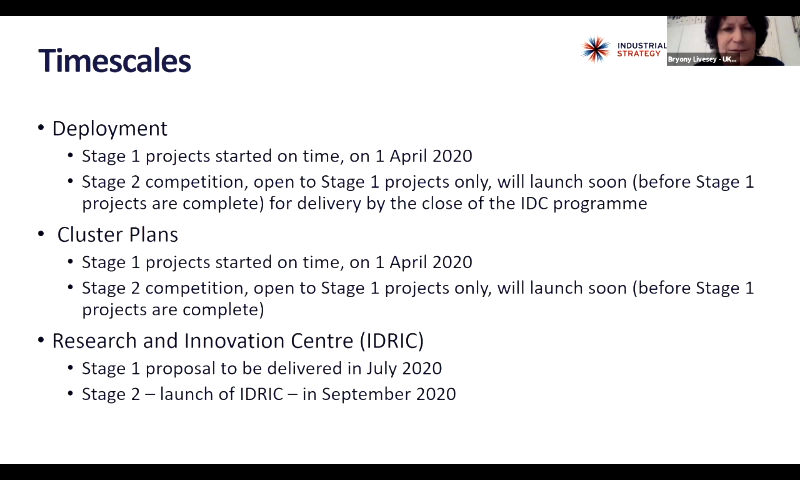 Timescales
INDUSTRIAL
STRATEGY
Bryony Livesey - UK...
• Deployment
• Stage 1 projects started on time, on 1 April 2020
• Stage 2 competition, open to Stage 1 projects only, will launch soon (before Stage 1
projects are complete) for delivery by the close of the IDC programme
• Cluster Plans
• Stage 1 projects started on time, on 1 April 2020
• Stage 2 competition, open to Stage 1 projects only, will launch soon (before Stage 1
projects are complete)
• Research and Innovation Centre (IDRIC)
• Stage 1 proposal to be delivered in July 2020
• Stage 2 – launch of IDRIC – in September 2020